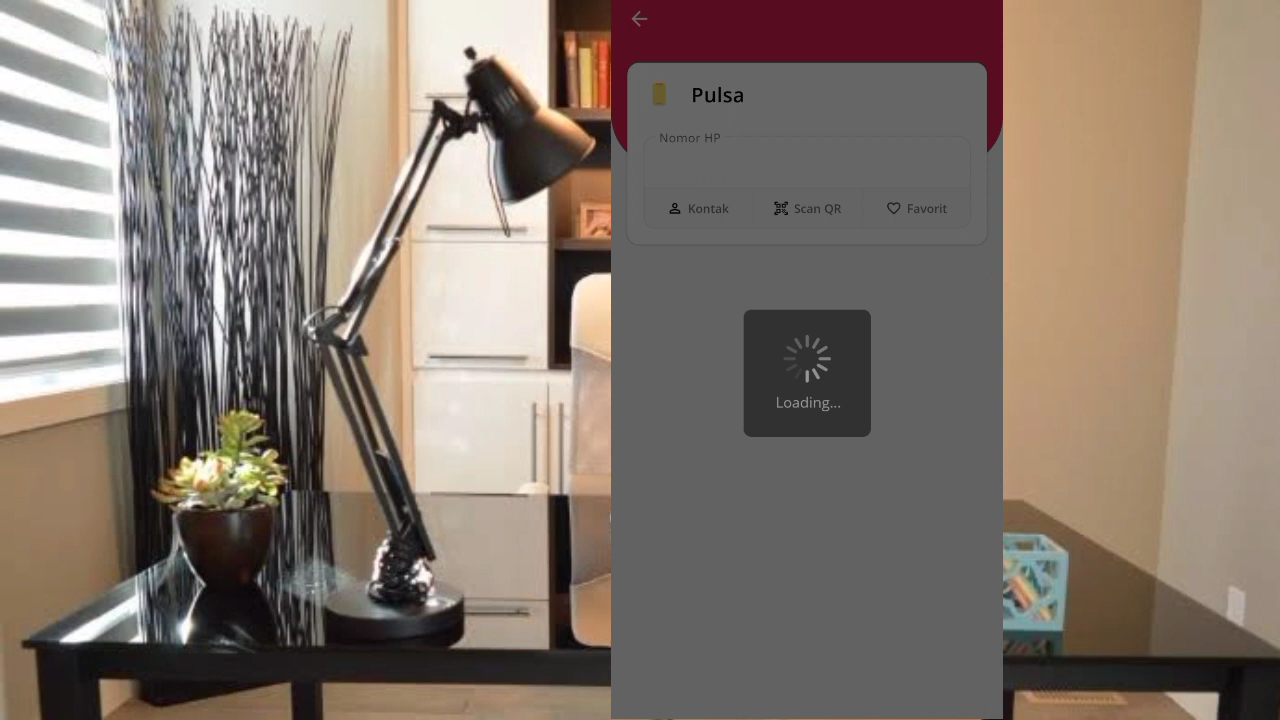 Pulsa
Nomor HP
Kontak
Scan QR
Favorit
Loading...